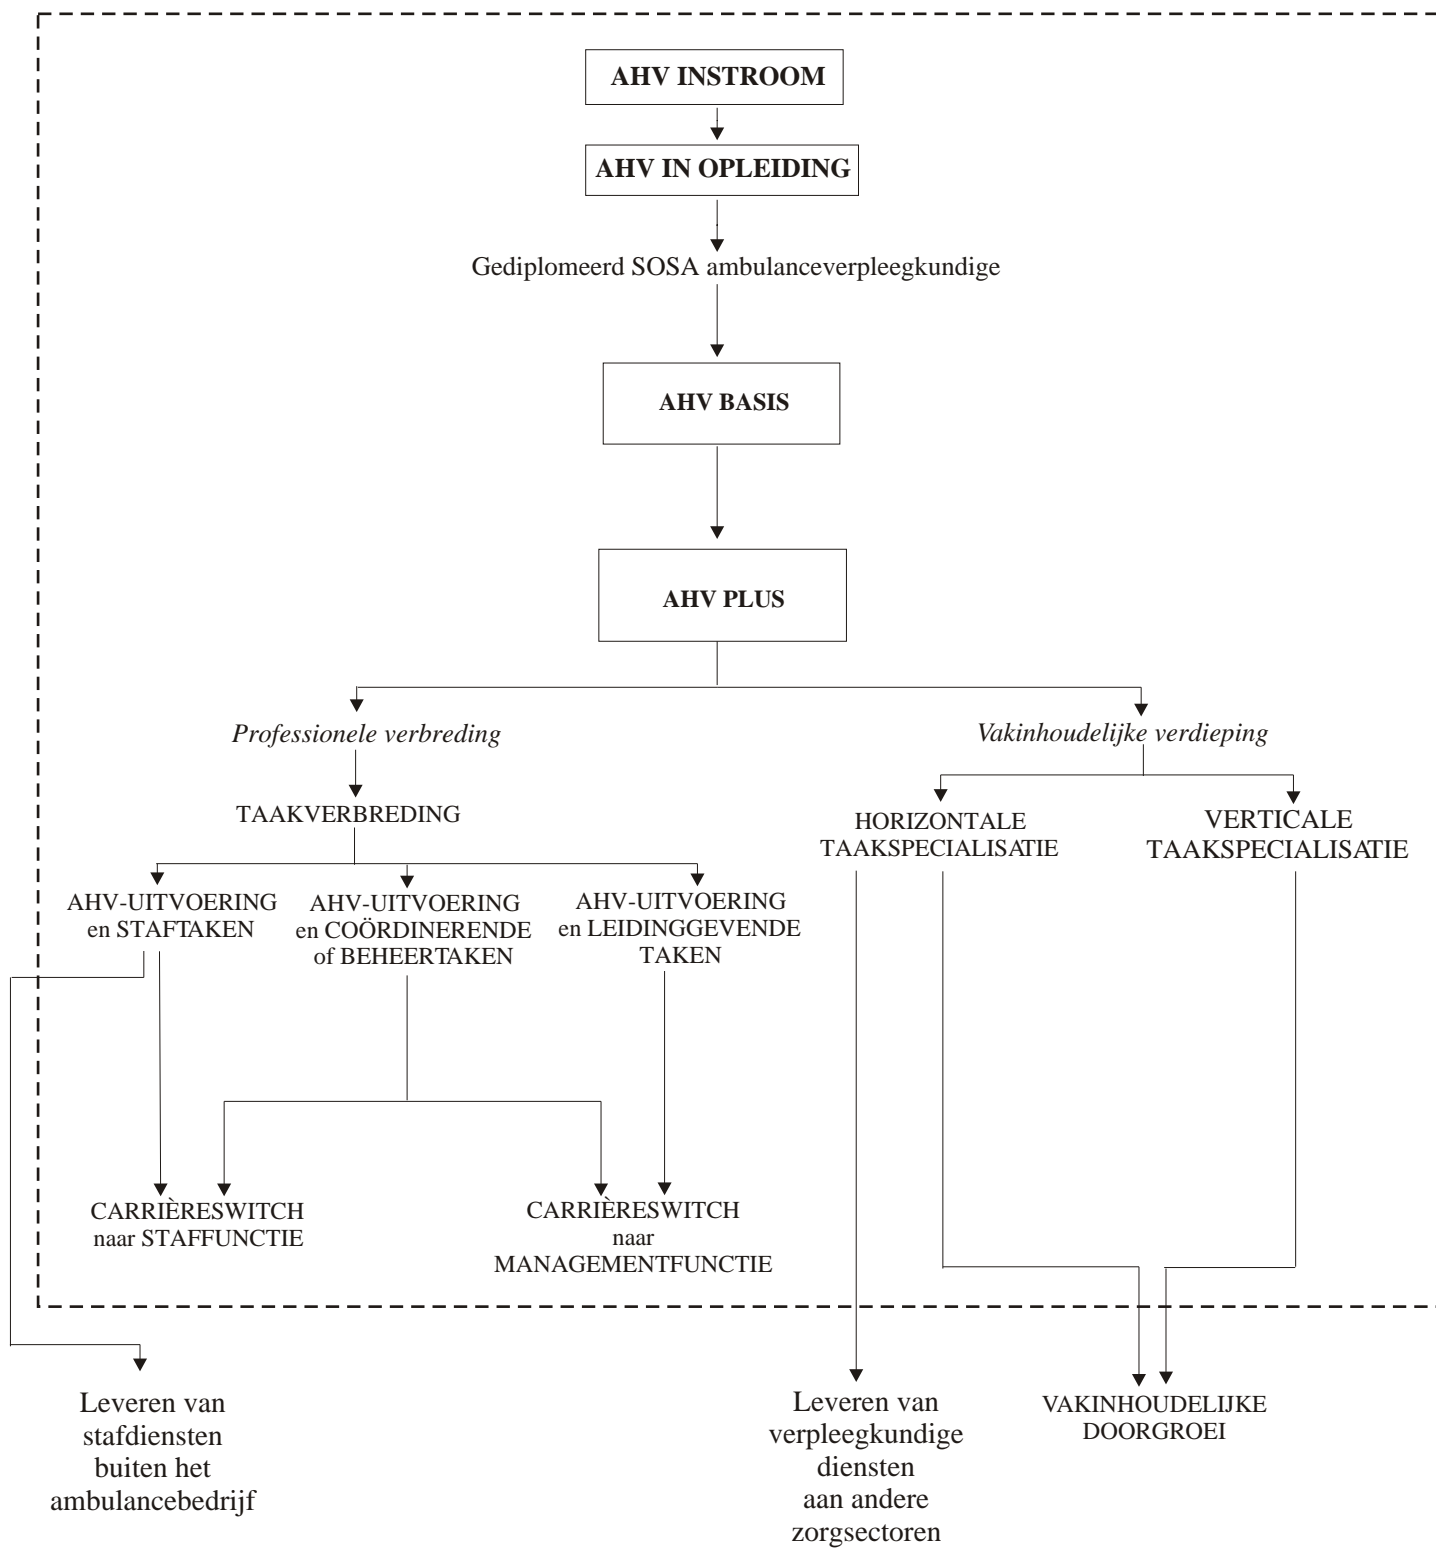 AHV INSTROOM
AHV IN OPLEIDING
Gediplomeerd SOSA ambulanceverpleegkundige
AHV BASIS
AHV PLUS
Professionele verbreding
Vakinhoudelijke verdieping
TAAKVERBREDING
HORIZONTALE
TAAKSPECIALISATIE
VERTICALE
TAAKSPECIALISATIE
AHV-UITVOERING
en STAFTAKEN
AHV-UITVOERING
en COÖRDINERENDE
of BEHEERTAKEN
AHV-UITVOERING
en LEIDINGGEVENDE
TAKEN
CARRIÈRESWITCH
naar STAFFUNCTIE
CARRIÈRESWITCH
naar
MANAGEMENTFUNCTIE
Leveren van
stafdiensten
buiten het
ambulancebedrijf
Leveren van
verpleegkundige
diensten
aan andere
zorgsectoren
VAKINHOUDELIJKE
DOORGROEI